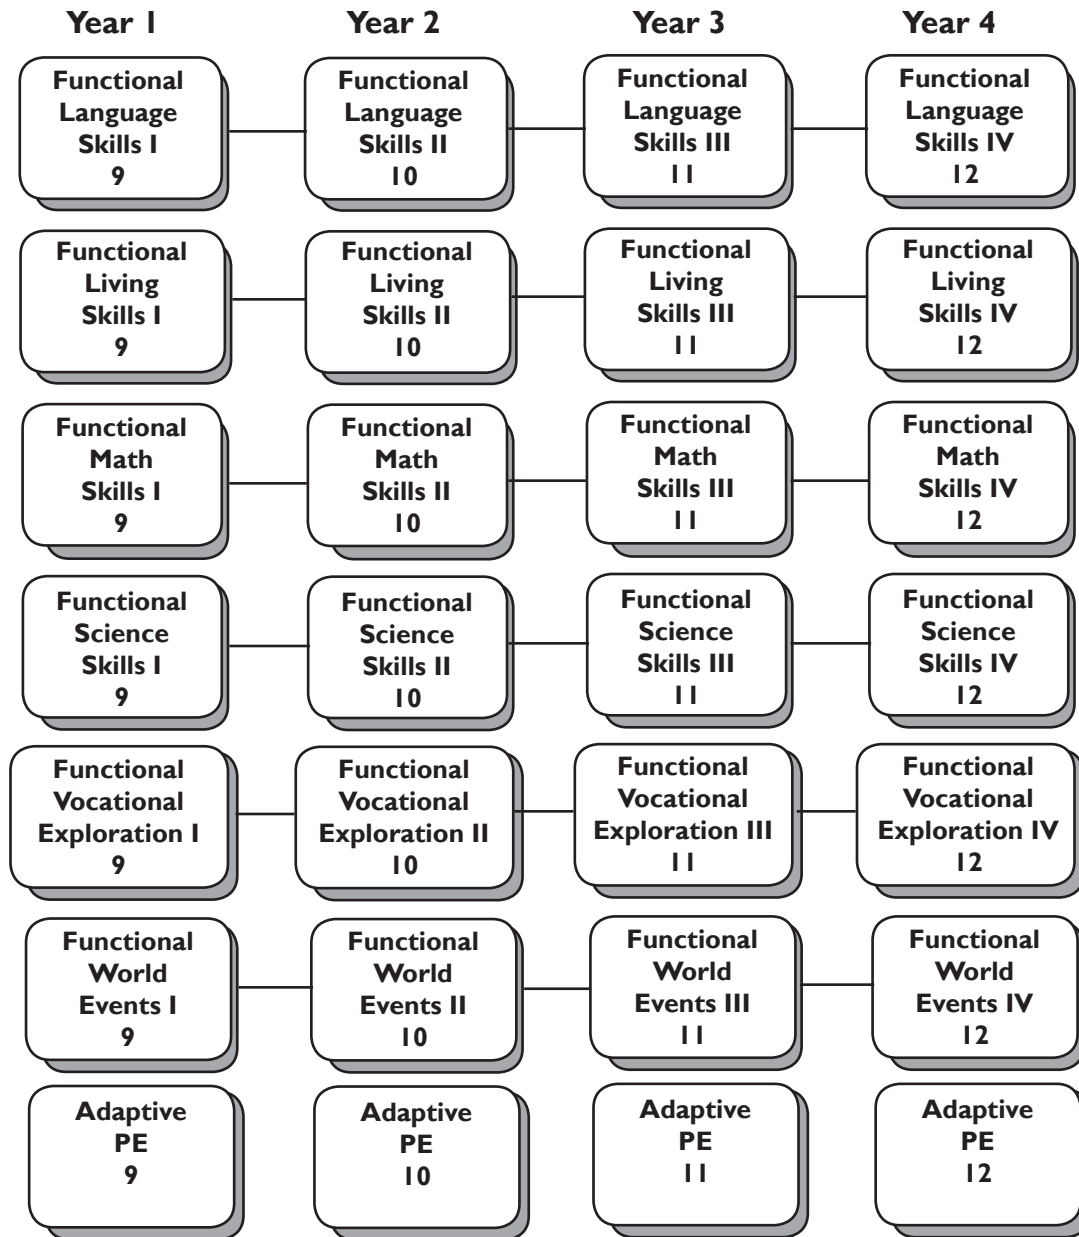 Year 1 Year 2 Year 3 Year 4
Functional
Language
Skills I
9
Functional
Language
Skills II
10
Functional
Language
Skills III
11
Functional
Language
Skills IV
12
Functional
Living
Skills I
9
Functional
Living
Skills II
10
Functional
Living
Skills III
11
Functional
Living
Skills IV
12
Functional
Math
Skills I
9
Functional
Math
Skills II
10
Functional
Math
Skills III
11
Functional
Math
Skills IV
12
Functional
Science
Skills I
9
Functional
Science
Skills II
10
Functional
Science
Skills III
11
Functional
Science
Skills IV
12
Functional
Vocational
Exploration I
9
Functional
Vocational
Exploration II
10
Functional
Vocational
Exploration III
11
Functional
Vocational
Exploration IV
12
Functional
World
Events I
9
Functional
World
Events II
10
Functional
World
Events III
11
Functional
World
Events IV
12
Adaptive
PE
9
Adaptive
PE
10
Adaptive
PE
11
Adaptive
PE
12